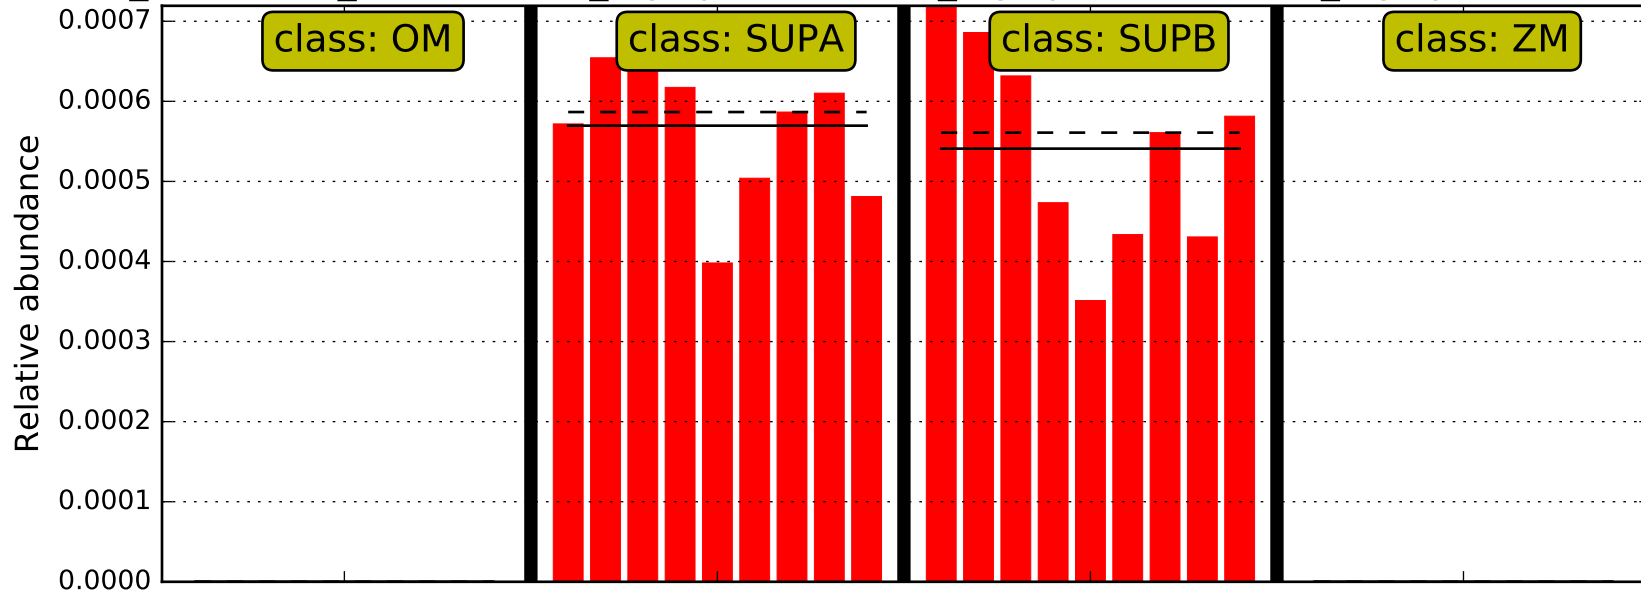 class: OM
class: SUPA
class: SUPB
class: ZM
Relative abundance
0.0007
0.0006
0.0005
0.0004
0.0003
0.0002
0.0001
0.0000